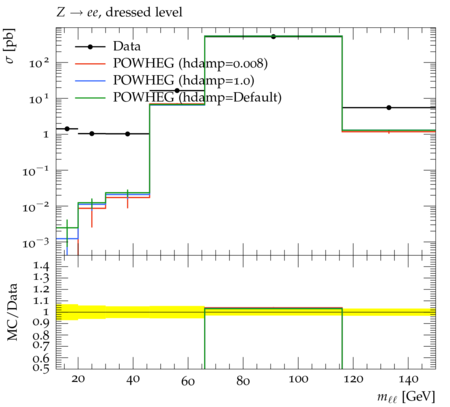 Z → ee, dressed level
σ [pb]
Data
POWHEG (hdamp=0.008)
POWHEG (hdamp=1.0)
POWHEG (hdamp=Default)
10²
10¹
1
10⁻¹
10⁻²
10⁻³
MC/Data
1.4
1.3
1.2
1.1
1
0.9
0.8
0.7
0.6
0.5
20 40 60 80 100 120 140
mℓℓ [GeV]